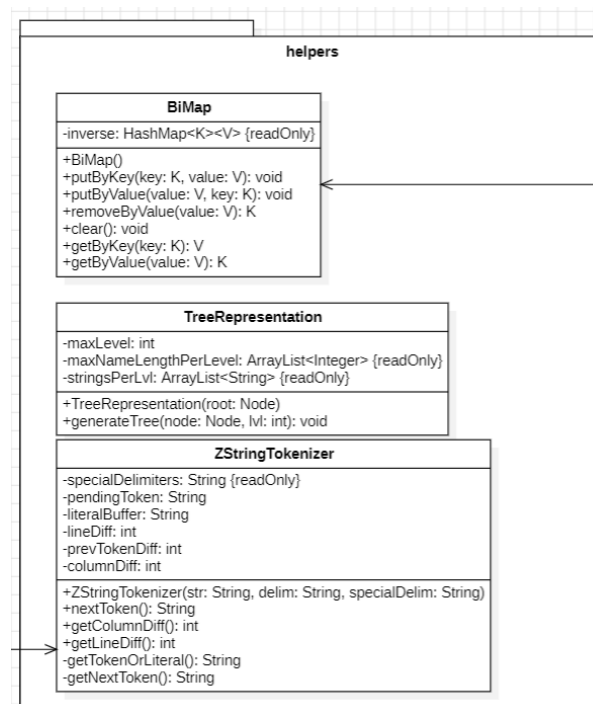 helpers
BiMap
-inverse: HashMap<K><V> {readOnly}
+BiMap()
+putByKey(key: K, value: V): void
+putByValue(value: V, key: K): void
+removeByValue(value: V): K
+clear(): void
+getByKey(key: K): V
+getByValue(value: V): K
TreeRepresentation
-maxLevel: int
-maxNameLengthPerLevel: ArrayList<Integer> {readOnly}
-stringsPerLvl: ArrayList<String> {readOnly}
+TreeRepresentation(root: Node)
+generateTree(node: Node, lvl: int): void
ZStringTokenizer
-specialDelimiters: String {readOnly}
-pendingToken: String
-literalBuffer: String
-lineDiff: int
-prevTokenDiff: int
-columnDiff: int
+ZStringTokenizer(str: String, delim: String, specialDelim: String)
+nextToken(): String
+getColumnDiff(): int
+getLineDiff(): int
-getTokenOrLiteral(): String
-getNextToken(): String